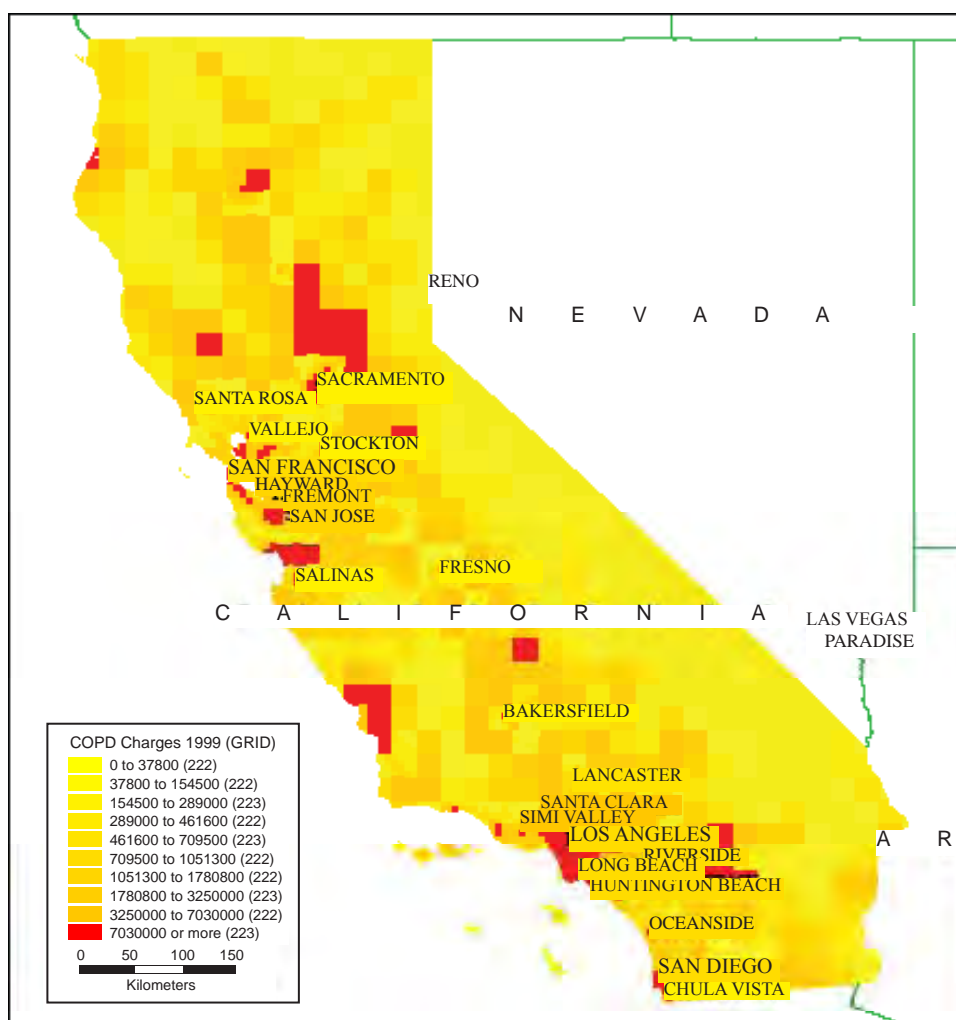 RENO
N E V A D A
SACRAMENTO
SANTA ROSA
VALLEJO
STOCKTON
SAN FRANCISCO
HAYWARD
FREMONT
SAN JOSE
FRESNO
SALINAS
C A L I F O R N I A
LAS VEGAS
PARADISE
BAKERSFIELD
LANCASTER
SANTA CLARA
SIMI VALLEY
LOS ANGELES
A R
RIVERSIDE
LONG BEACH
HUNTINGTON BEACH
OCEANSIDE
SAN DIEGO
CHULA VISTA
COPD Charges 1999 (GRID)
0 to 37800 (222)
37800 to 154500 (222)
154500 to 289000 (223)
289000 to 461600 (222)
461600 to 709500 (223)
709500 to 1051300 (222)
1051300 to 1780800 (222)
1780800 to 3250000 (223)
3250000 to 7030000 (222)
7030000 or more (223)
0 50 100 150
Kilometers